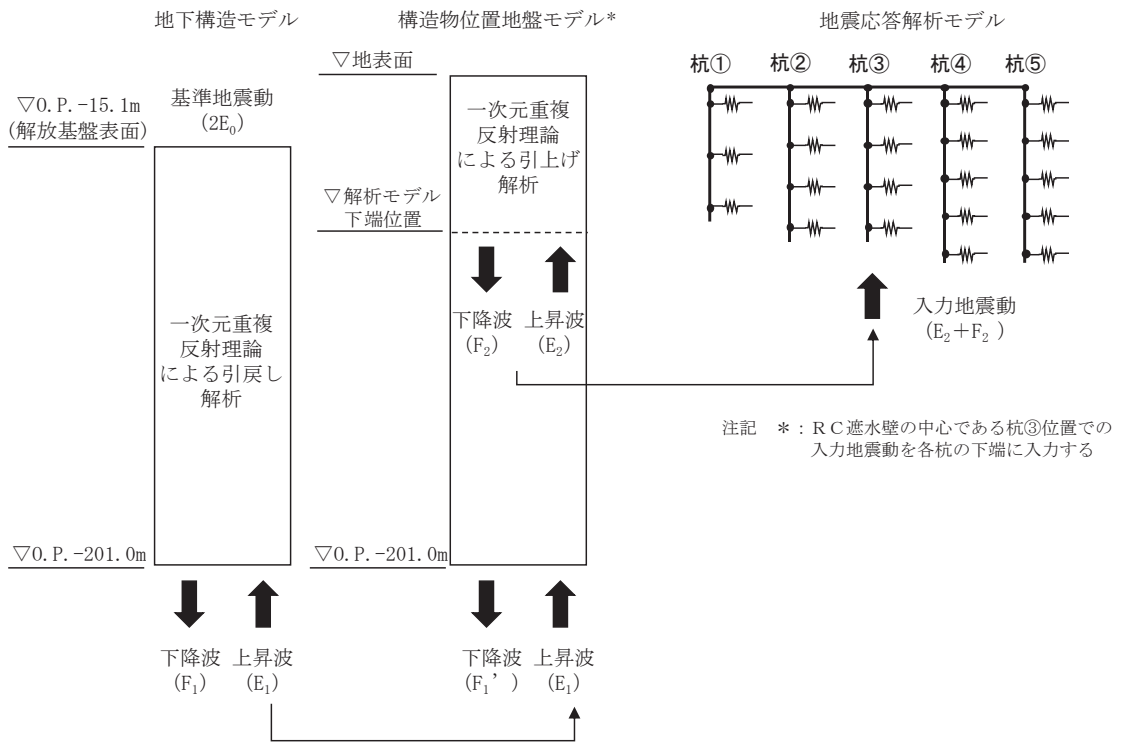 地下構造モデル
構造物位置地盤モデル*
地震応答解析モデル
▽O.P.-15.1m
(解放基盤表面)
基準地震動
(2E₀)
一次元重複
反射理論
による引戻し
解析
▽O.P.-201.0m
下降波
(F₁)
上昇波
(E₁)
▽地表面
一次元重複
反射理論
による引上げ
解析
▽解析モデル
下端位置
下降波
(F₂)
上昇波
(E₂)
▽O.P.-201.0m
下降波
(F₁’)
上昇波
(E₁)
杭①
杭②
杭③
杭④
杭⑤
入力地震動
(E₂+F₂)
注記 *:RC遮水壁の中心である杭③位置での
入力地震動を各杭の下端に入力する